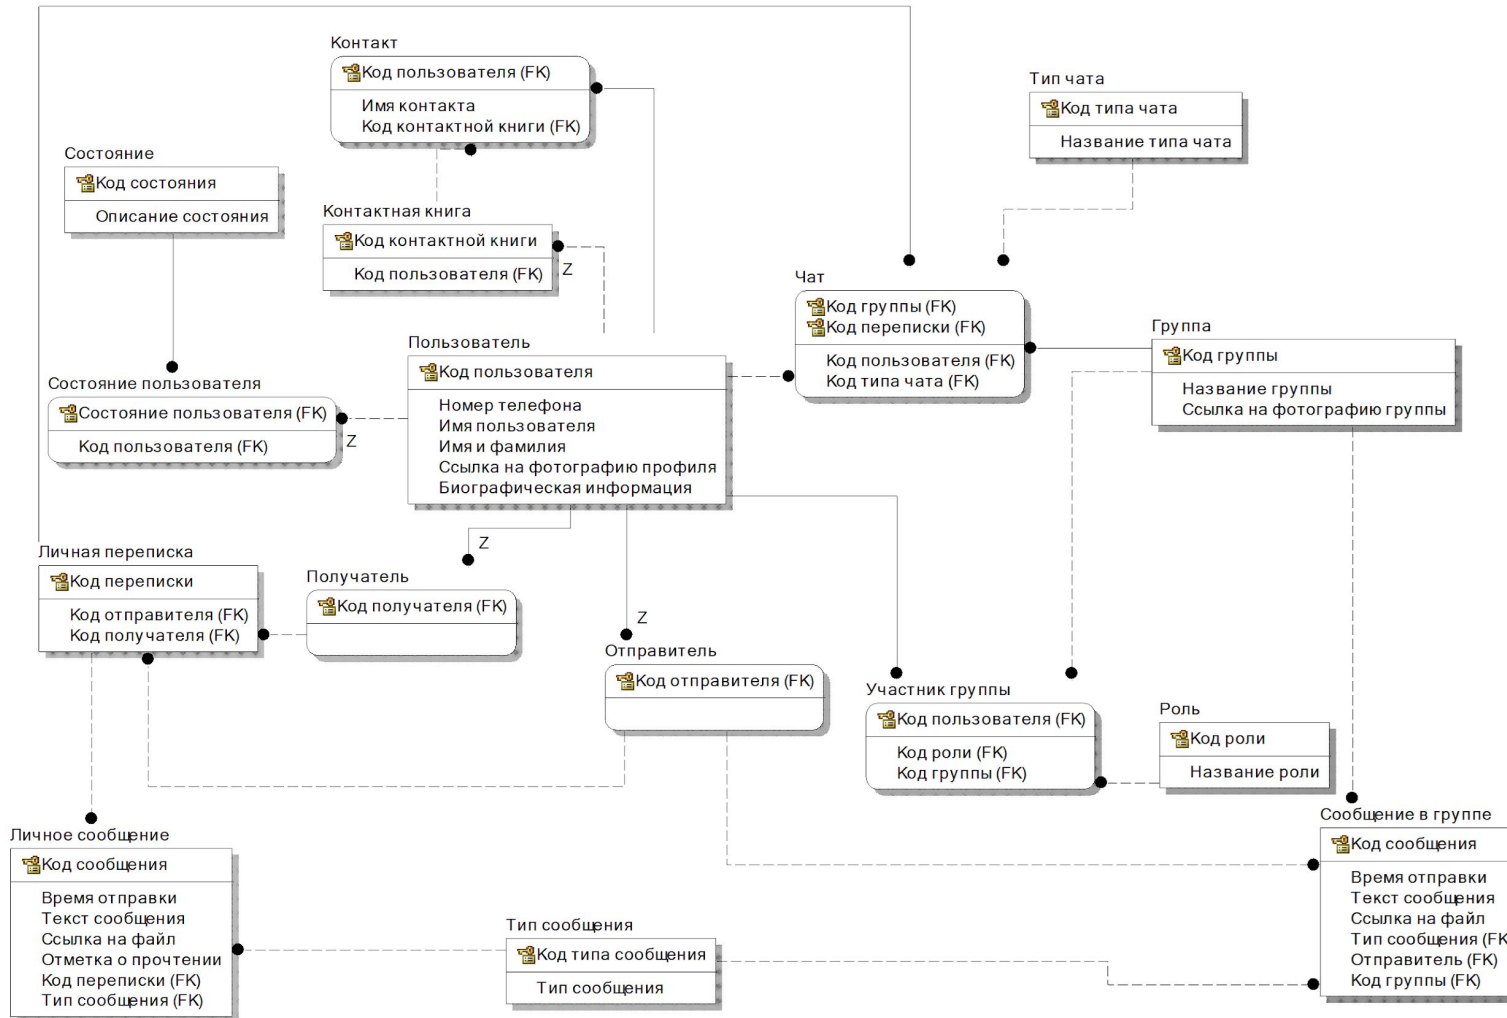 Контакт
Код пользователя (FK)
Имя контакта
Код контактной книги (FK)
Тип чата
Код типа чата
Название типа чата
Состояние
Код состояния
Описание состояния
Контактная книга
Код контактной книги
Код пользователя (FK)
Z
Чат
Код группы (FK)
Код переписки (FK)
Код пользователя (FK)
Код типа чата (FK)
Группа
Код группы
Название группы
Ссылка на фотографию группы
Пользователь
Код пользователя
Номер телефона
Имя пользователя
Имя и фамилия
Ссылка на фотографию профиля
Биографическая информация
Состояние пользователя
Состояние пользователя (FK)
Код пользователя (FK)
Z
Z
Z
Личная переписка
Код переписки
Код отправителя (FK)
Код получателя (FK)
Получатель
Код получателя (FK)
Отправитель
Код отправителя (FK)
Участник группы
Код пользователя (FK)
Код роли (FK)
Код группы (FK)
Роль
Код роли
Название роли
Личное сообщение
Код сообщения
Время отправки
Текст сообщения
Ссылка на файл
Отметка о прочтении
Код переписки (FK)
Тип сообщения (FK)
Тип сообщения
Код типа сообщения
Тип сообщения
Сообщение в группе
Код сообщения
Время отправки
Текст сообщения
Ссылка на файл
Тип сообщения (FK
Отправитель (FK)
Код группы (FK)